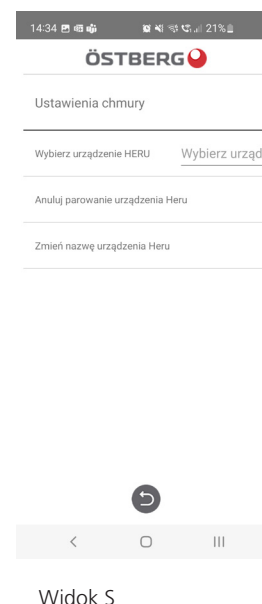 14:34 21%
ÖSTBERG
Ustawienia chmury
Wybierz urządzenie HERU Wybierz urząd
Anuluj parowanie urządzenia Heru
Zmień nazwę urządzenia Heru
Widok S